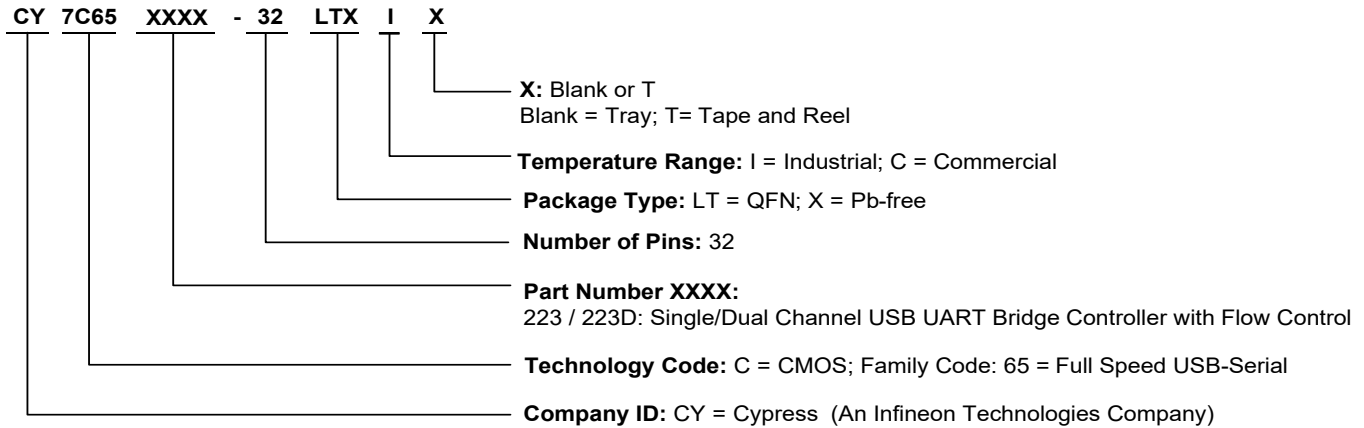 CY 7C65 XXXX - 32 LTX I X
X: Blank or T
Blank = Tray; T= Tape and Reel
Temperature Range: I = Industrial; C = Commercial
Package Type: LT = QFN; X = Pb-free
Number of Pins: 32
Part Number XXXX:
223 / 223D: Single/Dual Channel USB UART Bridge Controller with Flow Control
Technology Code: C = CMOS; Family Code: 65 = Full Speed USB-Serial
Company ID: CY = Cypress (An Infineon Technologies Company)